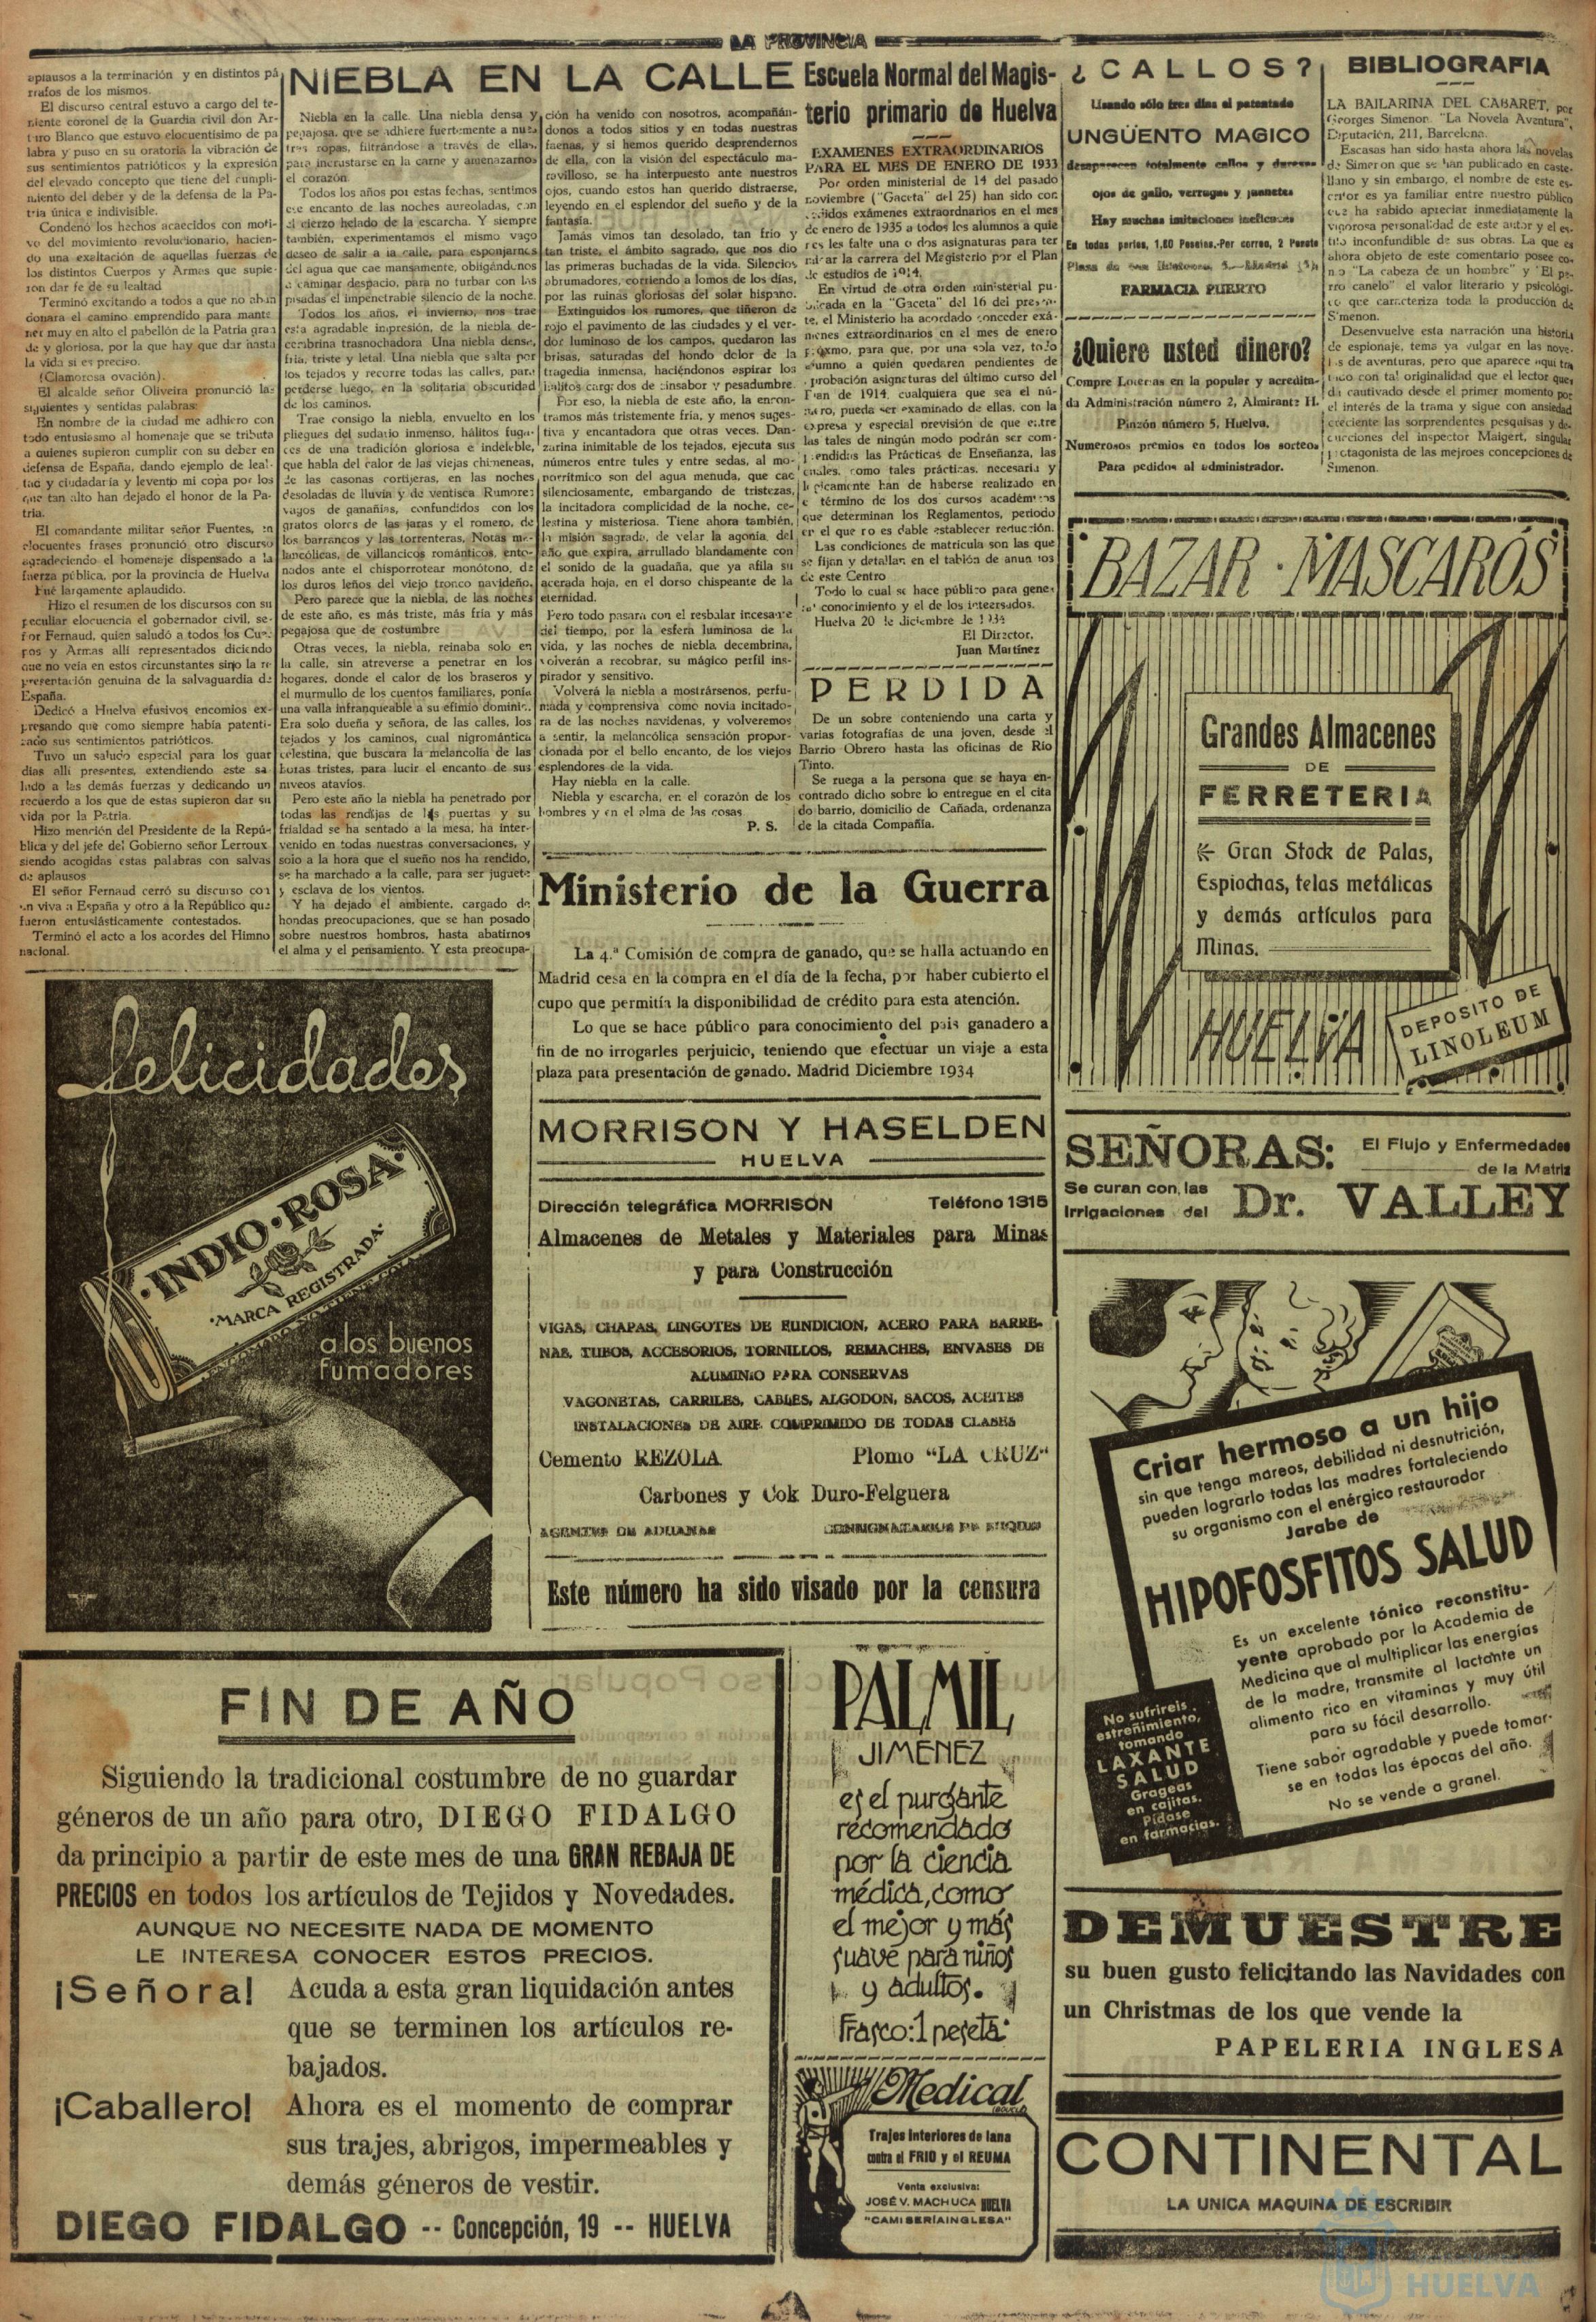 LA PROVINCIA
aplausos a la terminación y en distintos pá
rrafos de los mismos.
El discurso central estuvo a cargo del te-
niente coronel de la Guardia civil don Ar-
turo Blanco que estuvo elocuentísimo de pa
labra y puso en su oratoria la vibración de
sus sentimientos patrióticos y la expresión
del elevado concepto que tiene del cumpli-
miento del deber y de la defensa de la Pa-
tria única e indivisible.
Condenó los hechos acaecidos con moti-
vo del movimiento revolucionario, hacien-
do una exaltación de aquellas fuerzas de
los distintos Cuerpos y Armas que supie-
ron dar fe de su lealtad
Terminó excitando a todos a que no aban
donara el camino emprendido para mante
ner muy en alto el pabellón de la Patria gran
de y gloriosa, por la que hay que dar hasta
la vida si es preciso.
(Clamorosa ovación).
El alcalde señor Oliveira pronunció las
siguientes y sentidas palabras:
En nombre de la ciudad me adhiero con
todo entusiasmo al homenaje que se tributa
a quienes supieron cumplir con su deber en
defensa de España, dando ejemplo de leal-
tad y ciudadaría y levento mi copa por los
que tan alto han dejado el honor de la Pa-
tria.
El comandante militar señor Fuentes, en
elocuentes frases pronunció otro discurso
agradeciendo el homenaje dispensado a la
fuerza pública, por la provincia de Huelva
Fué largamente aplaudido.
Hizo el resumen de los discursos con su
peculiar elocuencia el gobernador civil, se-
ñor Fernaud, quien saludó a todos los Cuer-
pos y Armas allí representados diciendo
que no veía en estos circunstantes sino la re
presentación genuina de la salvaguardia de
España.
Dedicó a Huelva efusivos encomios ex-
presando que como siempre había patenti-
zado sus sentimientos patrióticos.
Tuvo un saludo especial para los guar
dias allí presentes, extendiendo este sa
ludo a las demás fuerzas y dedicando un
recuerdo a los que de estas supieron dar su
vida por la Patria.
Hizo mención del Presidente de la Repú-
blica y del jefe del Gobierno señor Lerroux
siendo acogidas estas palabras con salvas
de aplausos
El señor Fernaud cerró su discurso con
un viva a España y otro a la Repúblico que
fueron entusiásticamente contestados.
Terminó el acto a los acordes del Himno
nacional.
NIEBLA EN LA CALLE
Niebla en la calle. Una niebla densa y
pegajosa, que se adhiere fuertemente a nues
tras ropas, filtrándose a través de ellas,
para incrustarse en la carne y amenazarnos
el corazón
Todos los años por estas fechas, sentimos
ese encanto de las noches aureoladas, con
el cierzo helado de la escarcha. Y siempre
también, experimentamos el mismo vago
deseo de salir a la calle, para esponjarnos
del agua que cae mansamente, obligándonos
a caminar despacio, para no turbar con las
pisadas el impenetrable silencio de la noche.
Todos los años, el invierno, nos trae
esta agradable impresión, de la niebla de-
cembrina trasnochadora. Una niebla densa,
fría, triste y letal. Una niebla que salta por
los tejados y recorre todas las calles, para
perderse luego, en la solitaria obscuridad
de los caminos.
Trae consigo la niebla, envuelto en los
pliegues del sudario inmenso, hálitos fuga-
ces de una tradición gloriosa e indeleble,
que habla del calor de las viejas chimeneas,
de las casonas cortijeras, en las noches
desoladas de lluvia y de ventisca. Rumores
vagos de gañanías, confundidos con los
gratos olores de las jaras y el romero, de
los barrancos y las torrenteras. Notas me-
lancólicas, de villancicos románticos, ento-
nados ante el chisporrotear monótono, de
los duros leños del viejo tronco navideño.
Pero parece que la niebla, de las noches
de este año, es más triste, más fría y más
pegajosa que de costumbre
Otras veces, la niebla, reinaba solo en
la calle, sin atreverse a penetrar en los
hogares, donde el calor de los braseros y
el murmullo de los cuentos familiares, ponía
una valla infranqueable a su efímio dominio.
Era solo dueña y señora, de las calles, los
tejados y los caminos, cual nigromántica
celestina, que buscara la melancolía de las
horas tristes, para lucir el encanto de sus
níveos atavíos.
Pero este año la niebla ha penetrado por
todas las rendijas de las puertas y su
frialdad se ha sentado a la mesa, ha inter-
venido en todas nuestras conversaciones, y
solo a la hora que el sueño nos ha rendido,
se ha marchado a la calle, para ser juguete
y esclava de los vientos.
Y ha dejado el ambiente, cargado de
hondas preocupaciones, que se han posado
sobre nuestros hombros, hasta abatirnos
el alma y el pensamiento. Y esta preocupa-
ción ha venido con nosotros, acompañán-
donos a todos sitios y en todas nuestras
faenas, y si hemos querido desprendernos
de ella, con la visión del espectáculo ma-
ravilloso, se ha interpuesto ante nuestros
ojos, cuando estos han querido distraerse,
leyendo en el esplendor del sueño y de la
fantasía.
Jamás vimos tan desolado, tan frío y
tan triste, el ámbito sagrado, que nos dio
las primeras buchadas de la vida. Silencios
abrumadores, corriendo a lomos de los días,
por las ruinas gloriosas del solar hispano.
Extinguidos los rumores, que tiñeron de
rojo el pavimento de las ciudades y el ver-
dor luminoso de los campos, quedaron las
brisas, saturadas del hondo dolor de la
tragedia inmensa, haciéndonos aspirar los
hálitos cargados de sinsabor y pesadumbre.
Por eso, la niebla de este año, la encon-
tramos más tristemente fría, y menos suges-
tiva y encantadora que otras veces. Dan-
zarina inimitable de los tejados, ejecuta sus
números entre tules y entre sedas, al mo-
norrítmico son del agua menuda, que cae
silenciosamente, embargando de tristezas,
la incitadora complicidad de la noche, ce-
lestina y misteriosa. Tiene ahora también,
la misión sagrada, de velar la agonía, del
año que expira, arrullado blandamente con
el sonido de la guadaña, que ya afila su
acerada hoja, en el dorso chispeante de la
eternidad.
Pero todo pasara con el resbalar incesante
del tiempo, por la esfera luminosa de la
vida, y las noches de niebla decembrina,
volverán a recobrar, su mágico perfil ins-
pirador y sensitivo.
Volverá la niebla a mostrársenos, perfu-
mada y comprensiva como novia incitado-
ra de las noches navidenas, y volveremos
a sentir, la melancólica sensación propor-
cionada por el bello encanto, de los viejos
esplendores de la vida.
Hay niebla en la calle.
Niebla y escarcha, en el corazón de los
hombres y en el alma de las cosas
P. S.
Escuela Normal del Magis-
terio primario de Huelva
EXAMENES EXTRAORDINARIOS
PARA EL MES DE ENERO DE 1933
Por orden ministerial de 14 del pasado
noviembre ("Gaceta" del 25) han sido con
cedidos exámenes extraordinarios en el mes
de enero de 1935 a todos los alumnos a quie
nes les falte una o dos asignaturas para ter
minar la carrera del Magisterio por el Plan
de estudios de 1914.
En virtud de otra orden ministerial pu-
blicada en la "Gaceta" del 16 del presen-
te, el Ministerio ha acordado conceder exá-
menes extraordinarios en el mes de enero
próxmo, para que, por una sola vez, todo
alumno a quién quedaren pendientes de
aprobación asignaturas del último curso del
Plan de 1914, cualquiera que sea el nú-
mero, pueda ser examinado de ellas, con la
expresa y especial previsión de que entre
las tales de ningún modo podrán ser com-
prendidas las Prácticas de Enseñanza, las
cuales, como tales prácticas, necesaria y
lógicamente han de haberse realizado en
el término de los dos cursos académicos
que determinan los Reglamentos, período
en el que no es dable establecer reducción.
Las condiciones de matrícula son las que
se fijan y detallan en el tablón de anuncios
de este Centro
Todo lo cual se hace público para gene-
ral conocimiento y el de los interesados.
Huelva 20 de diciembre de 1934
El Director,
Juan Martínez
PERDIDA
De un sobre conteniendo una carta y
varias fotografías de una joven, desde el
Barrio Obrero hasta las oficinas de Río
Tinto.
Se ruega a la persona que se haya en-
contrado dicho sobre lo entregue en el cita
do barrio, domicilio de Cañada, ordenanza
de la citada Compañía.
Ministerio de la Guerra
La 4.ª Comisión de compra de ganado, que se halla actuando en
Madrid cesa en la compra en el día de la fecha, por haber cubierto el
cupo que permitía la disponibilidad de crédito para esta atención.
Lo que se hace público para conocimiento del pais ganadero a
fin de no irrogarles perjuicio, teniendo que efectuar un viaje a esta
plaza para presentación de ganado. Madrid Diciembre 1934
MORRISON Y HASELDEN
HUELVA
Dirección telegráfica MORRISON Teléfono 1315
Almacenes de Metales y Materiales para Minas
y para Construcción
VIGAS, CHAPAS, LINGOTES DE FUNDICION, ACERO PARA BARRE-
NAS, TUBOS, ACCESORIOS, TORNILLOS, REMACHES, ENVASES DE
ALUMINIO PARA CONSERVAS
VAGONETAS, CARRILES, CABLES, ALGODON, SACOS, ACEITES
INSTALACIONES DE AIRE COMPRIMIDO DE TODAS CLASES
Cemento REZOLA Plomo "LA CRUZ"
Carbones y Cok Duro-Felguera
AGENTES DE ADUANAS CONSIGNATARIOS DE BUQUES
Este número ha sido visado por la censura
¿CALLOS?
Usando sólo tres días el patentado
UNGÜENTO MAGICO
desaparecen totalmente callos y durezas
ojos de gallo, verrugas y juanetes
Hay muchas imitaciones ineficaces
En todas partes, 1,60 Pesetas.-Por correo, 2 Peseta
Plaza de San Ildefonso, 5.-Madrid
FARMACIA PUERTO
¿Quiere usted dinero?
Compre Loterías en la popular y acredita-
da Administración número 2, Almirante H.
Pinzón número 5, Huelva.
Numerosos premios en todos los sorteos
Para pedidos al administrador.
BIBLIOGRAFIA
LA BAILARINA DEL CABARET, por
Georges Simenon. "La Novela Aventura",
Diputación, 211, Barcelona.
Escasas han sido hasta ahora las novelas
de Simeron que se han publicado en caste-
llano y sin embargo, el nombre de este es-
critor es ya familiar entre nuestro público
que ha rabido apreciar inmediatamente la
vigorosa personalidad de este autor y el es-
tilo inconfundible de sus obras. La que es
ahora objeto de este comentario posee co-
mo "La cabeza de un hombre" y "El pe-
rro canelo" el valor literario y psicológi-
co que caracteriza toda la producción de
Simenon.
Desenvuelve esta narración una historia
de espionaje, tema ya vulgar en las nove-
las de aventuras, pero que aparece aquí tra
tado con tal originalidad que el lector que-
da cautivado desde el primer momento por
el interés de la trama y sigue con ansiedad
creciente las sorprendentes pesquisas y de-
ducciones del inspector Maigert, singular
protagonista de las mejroes concepciones de
Simenon.
BAZAR · MASCARÓS
Grandes Almacenes
DE
FERRETERIA
Gran Stock de Palas,
Espiochas, telas metálicas
y demás artículos para
Minas.
HUELVA
DEPOSITO DE
LINOLEUM
SEÑORAS: El Flujo y Enfermedades
de la Matriz
Se curan con las
Irrigaciones del Dr. VALLEY
Criar hermoso a un hijo
sin que tenga mareos, debilidad ni desnutrición,
pueden lograrlo todas las madres fortaleciendo
su organismo con el enérgico restaurador
Jarabe de
HIPOFOSFITOS SALUD
Es un excelente tónico reconstitu-
yente aprobado por la Academia de
Medicina que al multiplicar las energías
de la madre, transmite al lactante un
alimento rico en vitaminas y muy útil
para su fácil desarrollo.
Tiene sabor agradable y puede tomar-
se en todas las épocas del año.
No se vende a granel.
No sufriréis
estreñimiento,
tomando
LAXANTE
SALUD
Grageas
en cajitas.
Pídase
en farmacias.
felicidades
·INDIO·ROSA·
·MARCA REGISTRADA·
a los buenos
fumadores
FIN DE AÑO
Siguiendo la tradicional costumbre de no guardar
géneros de un año para otro, DIEGO FIDALGO
da principio a partir de este mes de una GRAN REBAJA DE
PRECIOS en todos los artículos de Tejidos y Novedades.
AUNQUE NO NECESITE NADA DE MOMENTO
LE INTERESA CONOCER ESTOS PRECIOS.
¡Señora! Acuda a esta gran liquidación antes
que se terminen los artículos re-
bajados.
¡Caballero! Ahora es el momento de comprar
sus trajes, abrigos, impermeables y
demás géneros de vestir.
DIEGO FIDALGO -- Concepción, 19 -- HUELVA
PALMIL
JIMENEZ
es el purgante
recomendado
por la ciencia
médica, como
el mejor y más
suave para niños
y adultos.
Frasco: 1 peseta
Medical
Trajes interiores de lana
contra el FRIO y el REUMA
Venta exclusiva:
JOSÉ V. MACHUCA HUELVA
"CAMISERÍA INGLESA"
DEMUESTRE
su buen gusto felicitando las Navidades con
un Christmas de los que vende la
PAPELERIA INGLESA
CONTINENTAL
LA UNICA MAQUINA DE ESCRIBIR
HUELVA